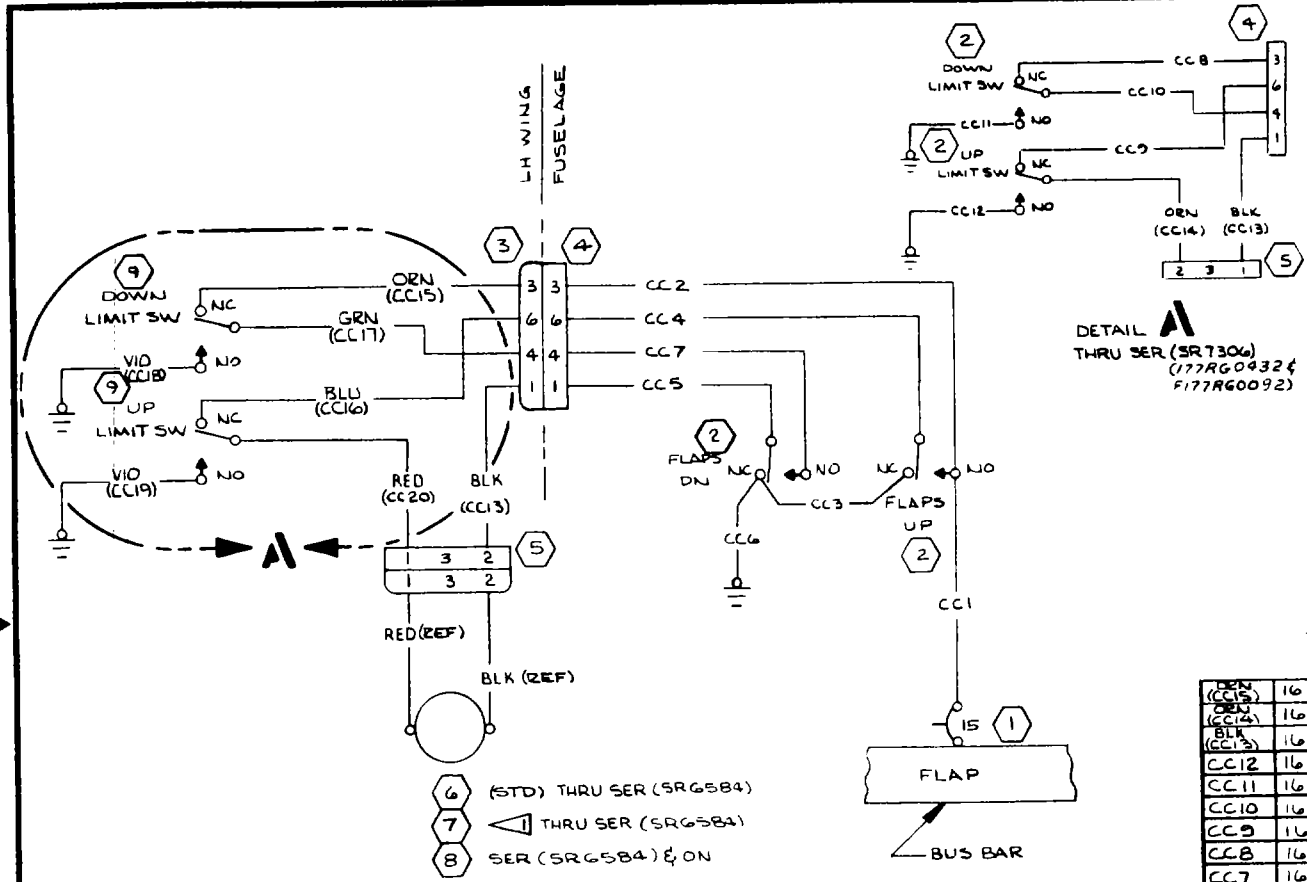 2
4
DOWN
LIMIT SW
NC
CC8
CC10
3
6
4
1
CC11
NO
2
UP
LIMIT SW
NC
CC9
CC12
NO
ORN
(CC14)
BLK
(CC13)
2 3 1
5
DETAIL A
THRU SER (SR7306)
(177RG0432 &
F177RG0092)
LH WING
FUSELAGE
3
4
9
DOWN
LIMIT SW
NC
ORN
(CC15)
GRN
(CC17)
VIO
(CC18)
NO
9
UP
LIMIT SW
NC
BLU
(CC16)
VIO
(CC19)
NO
3 3
6 6
4 4
1 1
CC2
CC4
CC7
CC5
RED
(CC20)
BLK
(CC13)
A
2
FLAPS
DN
NC
NO
NC
NO
CC3
FLAPS
UP
2
CC6
CC1
3 2
1 3 2
5
RED (REF)
BLK (REF)
15
1
FLAP
BUS BAR
6 (STD) THRU SER (SR6584)
7 1 THRU SER (SR6584)
8 SER (SR6584) & ON
ORN
(CC15) 16
ORN
(CC14) 16
BLK
(CC13) 16
CC12 16
CC11 16
CC10 16
CC9 16
CC8 16
CC7 16